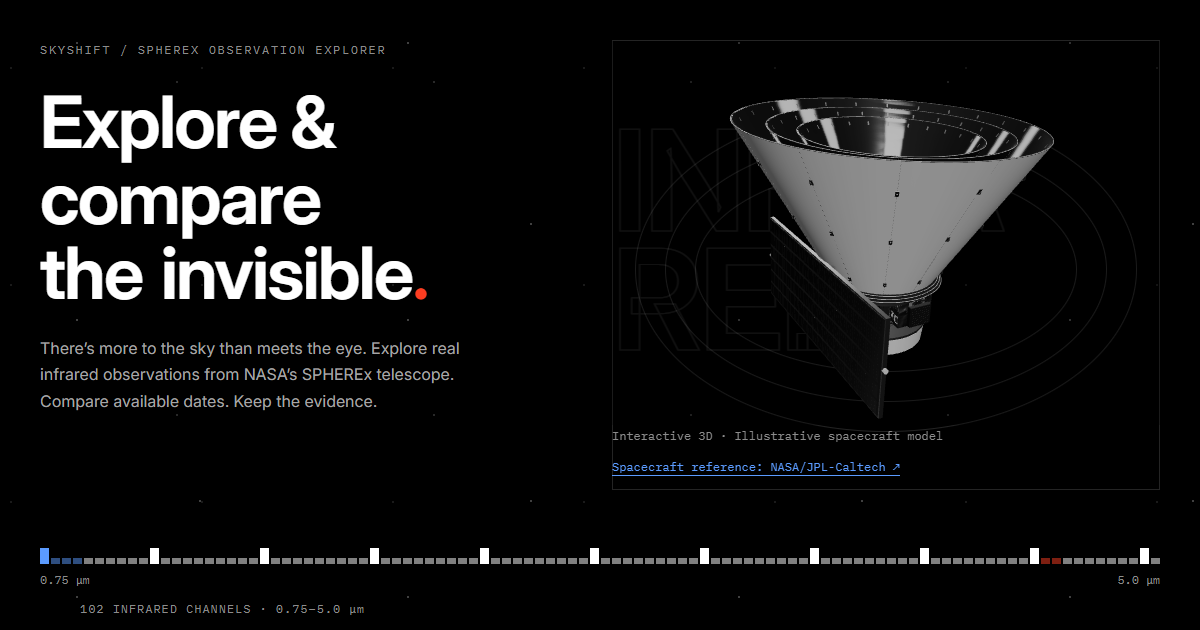 SKYSHIFT / SPHEREX OBSERVATION EXPLORER
Explore &
compare
the invisible.
There’s more to the sky than meets the eye. Explore real
infrared observations from NASA’s SPHEREx telescope.
Compare available dates. Keep the evidence.
Interactive 3D · Illustrative spacecraft model
Spacecraft reference: NASA/JPL-Caltech ↗
0.75 µm
5.0 µm
102 INFRARED CHANNELS · 0.75–5.0 µm